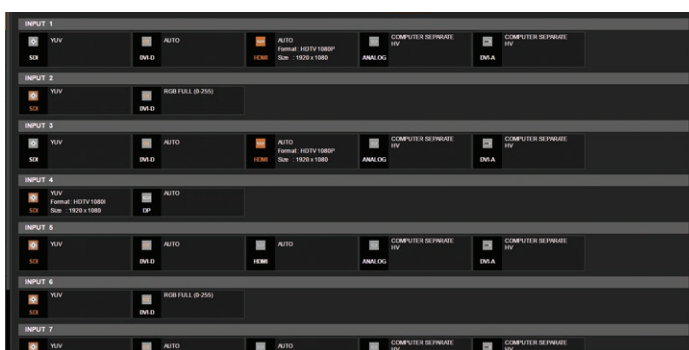 INPUT 1
SDI YUV
DVI-D AUTO
HDMI AUTO
Format: HDTV 1080P
Size : 1920 x 1080
ANALOG COMPUTER SEPARATE
HV
DVI-A COMPUTER SEPARATE
HV
INPUT 2
SDI YUV
DVI-D RGB FULL (0-255)
INPUT 3
SDI YUV
DVI-D AUTO
HDMI AUTO
Format: HDTV 1080P
Size : 1920 x 1080
ANALOG COMPUTER SEPARATE
HV
DVI-A COMPUTER SEPARATE
HV
INPUT 4
SDI YUV
Format: HDTV 1080I
Size : 1920 x 1080
DP AUTO
INPUT 5
SDI YUV
DVI-D AUTO
HDMI AUTO
ANALOG COMPUTER SEPARATE
HV
DVI-A COMPUTER SEPARATE
HV
INPUT 6
SDI YUV
DVI-D RGB FULL (0-255)
INPUT 7
YUV
AUTO
AUTO
COMPUTER SEPARATE
HV
COMPUTER SEPARATE
HV